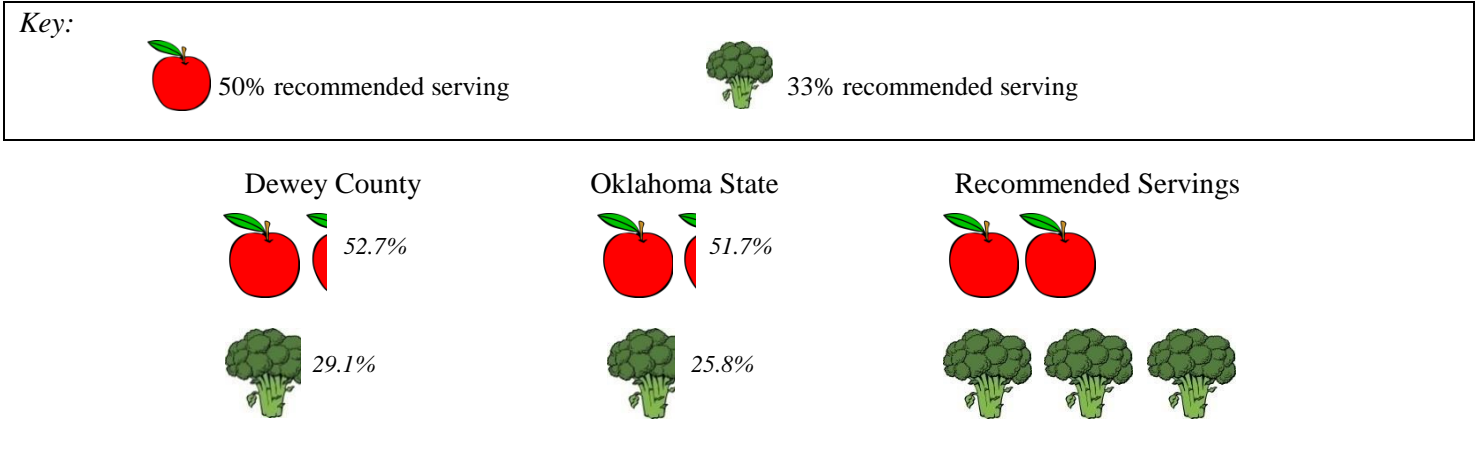 Key:
50% recommended serving 33% recommended serving
Dewey County Oklahoma State Recommended Servings
52.7% 51.7%
29.1% 25.8%